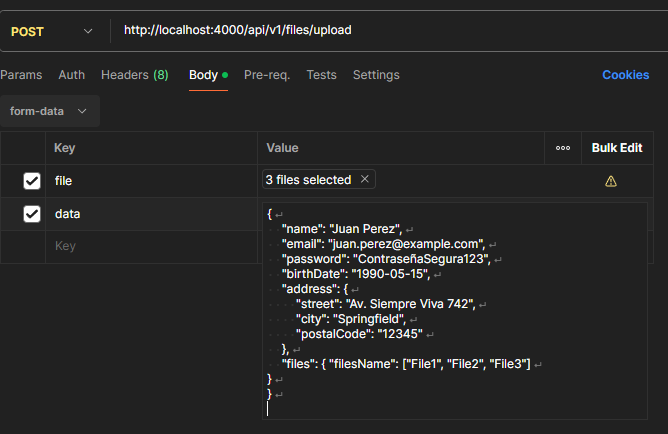 POST http://localhost:4000/api/v1/files/upload
Params Auth Headers (8) Body Pre-req. Tests Settings Cookies
form-data
Key Value Bulk Edit
file 3 files selected
data
Key
{
"name": "Juan Perez",
"email": "juan.perez@example.com",
"password": "ContraseñaSegura123",
"birthDate": "1990-05-15",
"address": {
"street": "Av. Siempre Viva 742",
"city": "Springfield",
"postalCode": "12345"
},
"files": { "filesName": ["File1", "File2", "File3"]
}
}